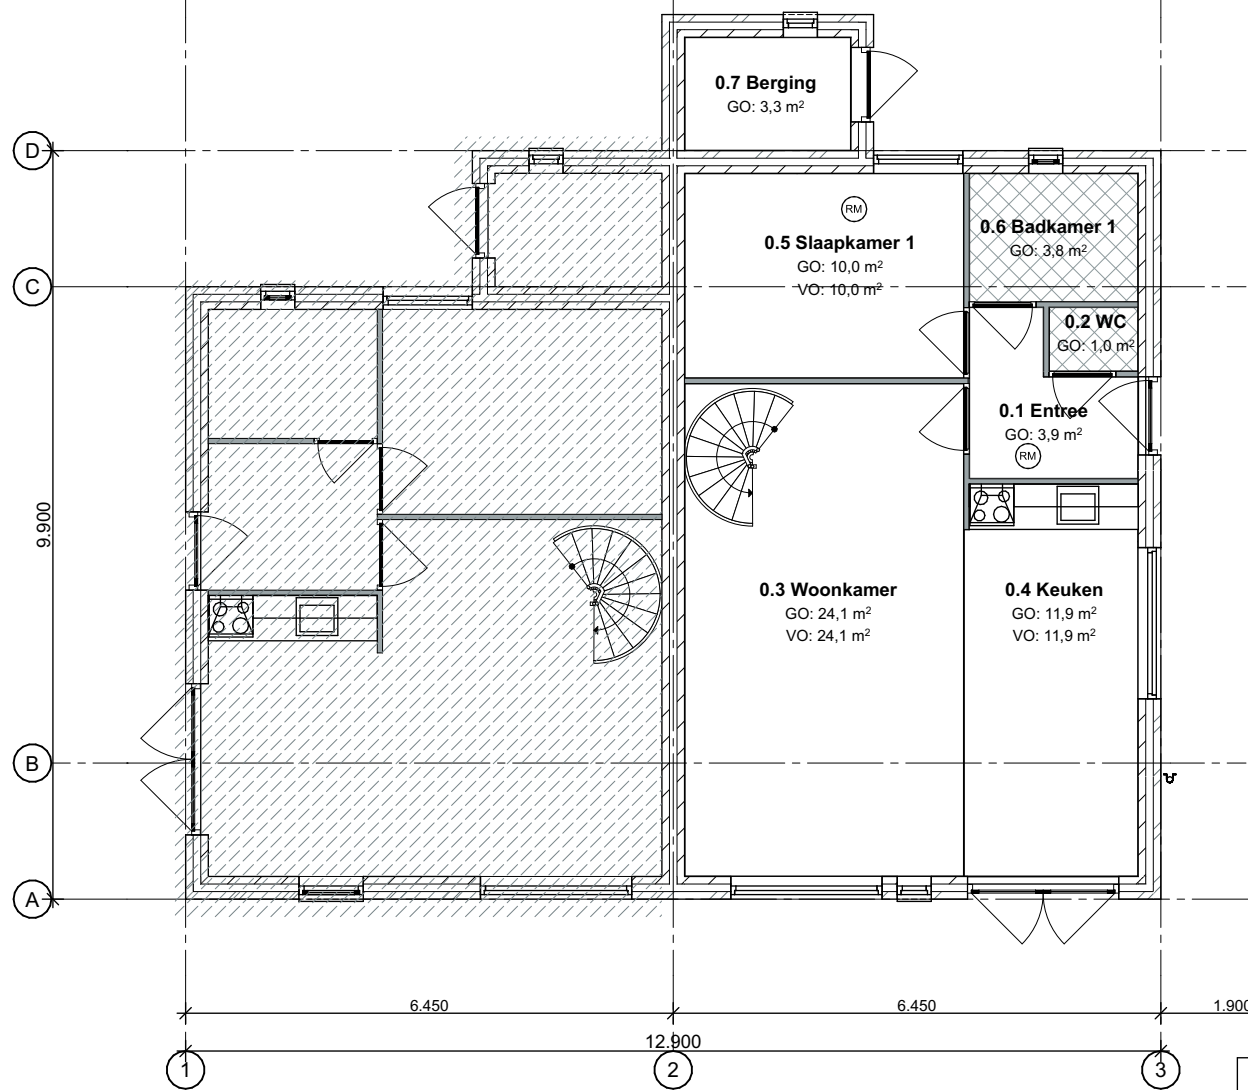 0.7 Berging
GO: 3,3 m²
D
RM
0.5 Slaapkamer 1
GO: 10,0 m²
VO: 10,0 m²
0.6 Badkamer 1
GO: 3,8 m²
C
0.2 WC
GO: 1,0 m²
0.1 Entree
GO: 3,9 m²
RM
9.900
0.3 Woonkamer
GO: 24,1 m²
VO: 24,1 m²
0.4 Keuken
GO: 11,9 m²
VO: 11,9 m²
B
A
6.450
6.450
1.900
12.900
1
2
3